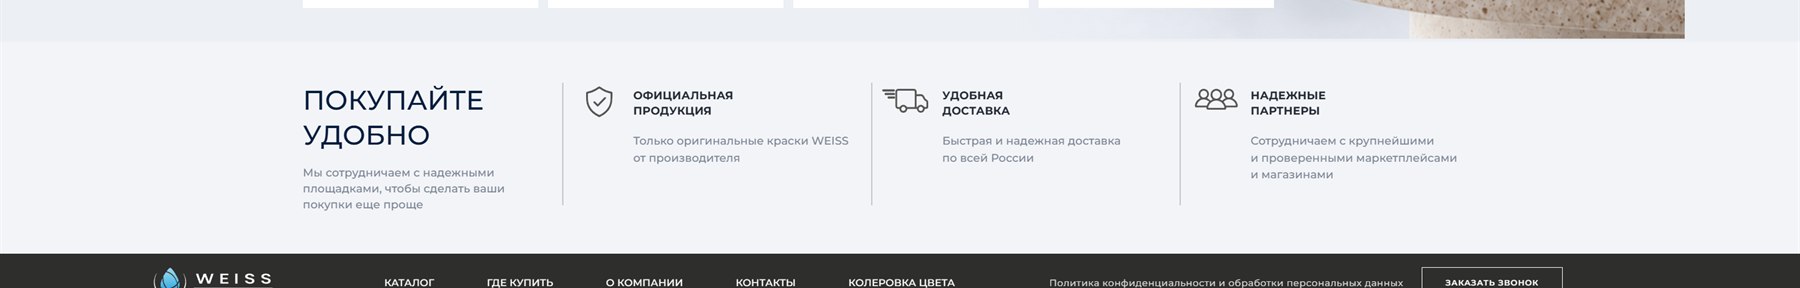 ПОКУПАЙТЕ
УДОБНО
Мы сотрудничаем с надежными
площадками, чтобы сделать ваши
покупки еще проще
ОФИЦИАЛЬНАЯ
ПРОДУКЦИЯ
Только оригинальные краски WEISS
от производителя
УДОБНАЯ
ДОСТАВКА
Быстрая и надежная доставка
по всей России
НАДЕЖНЫЕ
ПАРТНЕРЫ
Сотрудничаем с крупнейшими
и проверенными маркетплейсами
и магазинами
WEISS
КАТАЛОГ
ГДЕ КУПИТЬ
О КОМПАНИИ
КОНТАКТЫ
КОЛЕРОВКА ЦВЕТА
Политика конфиденциальности и обработки персональных данных
ЗАКАЗАТЬ ЗВОНОК